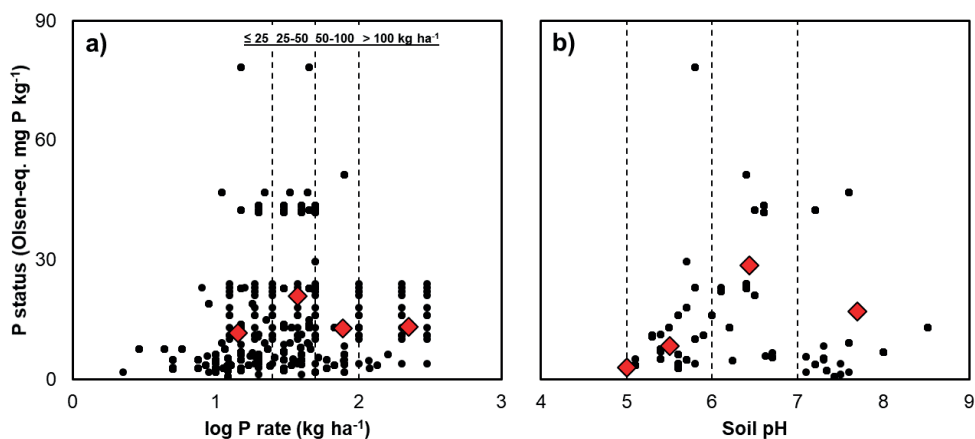 a)
≤ 25 25-50 50-100 > 100 kg ha-1
P status (Olsen-eq. mg P kg-1)
90
60
30
0
0 1 2 3
log P rate (kg ha-1)
b)
4 5 6 7 8 9
Soil pH